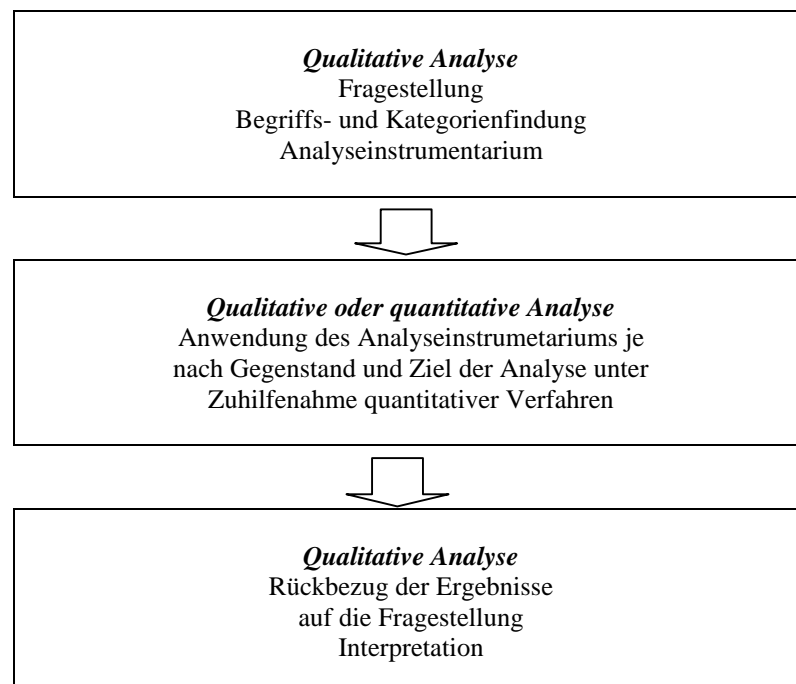 Qualitative Analyse
Fragestellung
Begriffs- und Kategorienfindung
Analyseinstrumentarium
Qualitative oder quantitative Analyse
Anwendung des Analyseinstrumetariums je
nach Gegenstand und Ziel der Analyse unter
Zuhilfenahme quantitativer Verfahren
Qualitative Analyse
Rückbezug der Ergebnisse
auf die Fragestellung
Interpretation